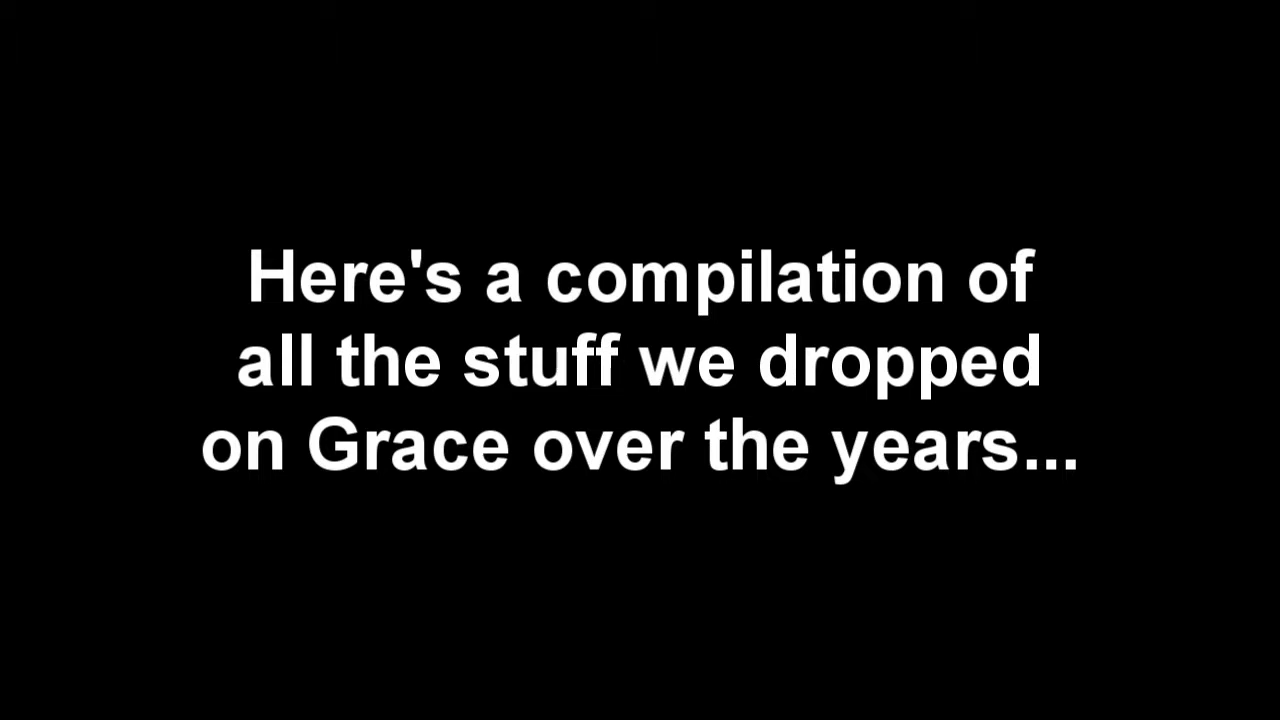 Here's a compilation of
all the stuff we dropped
on Grace over the years...